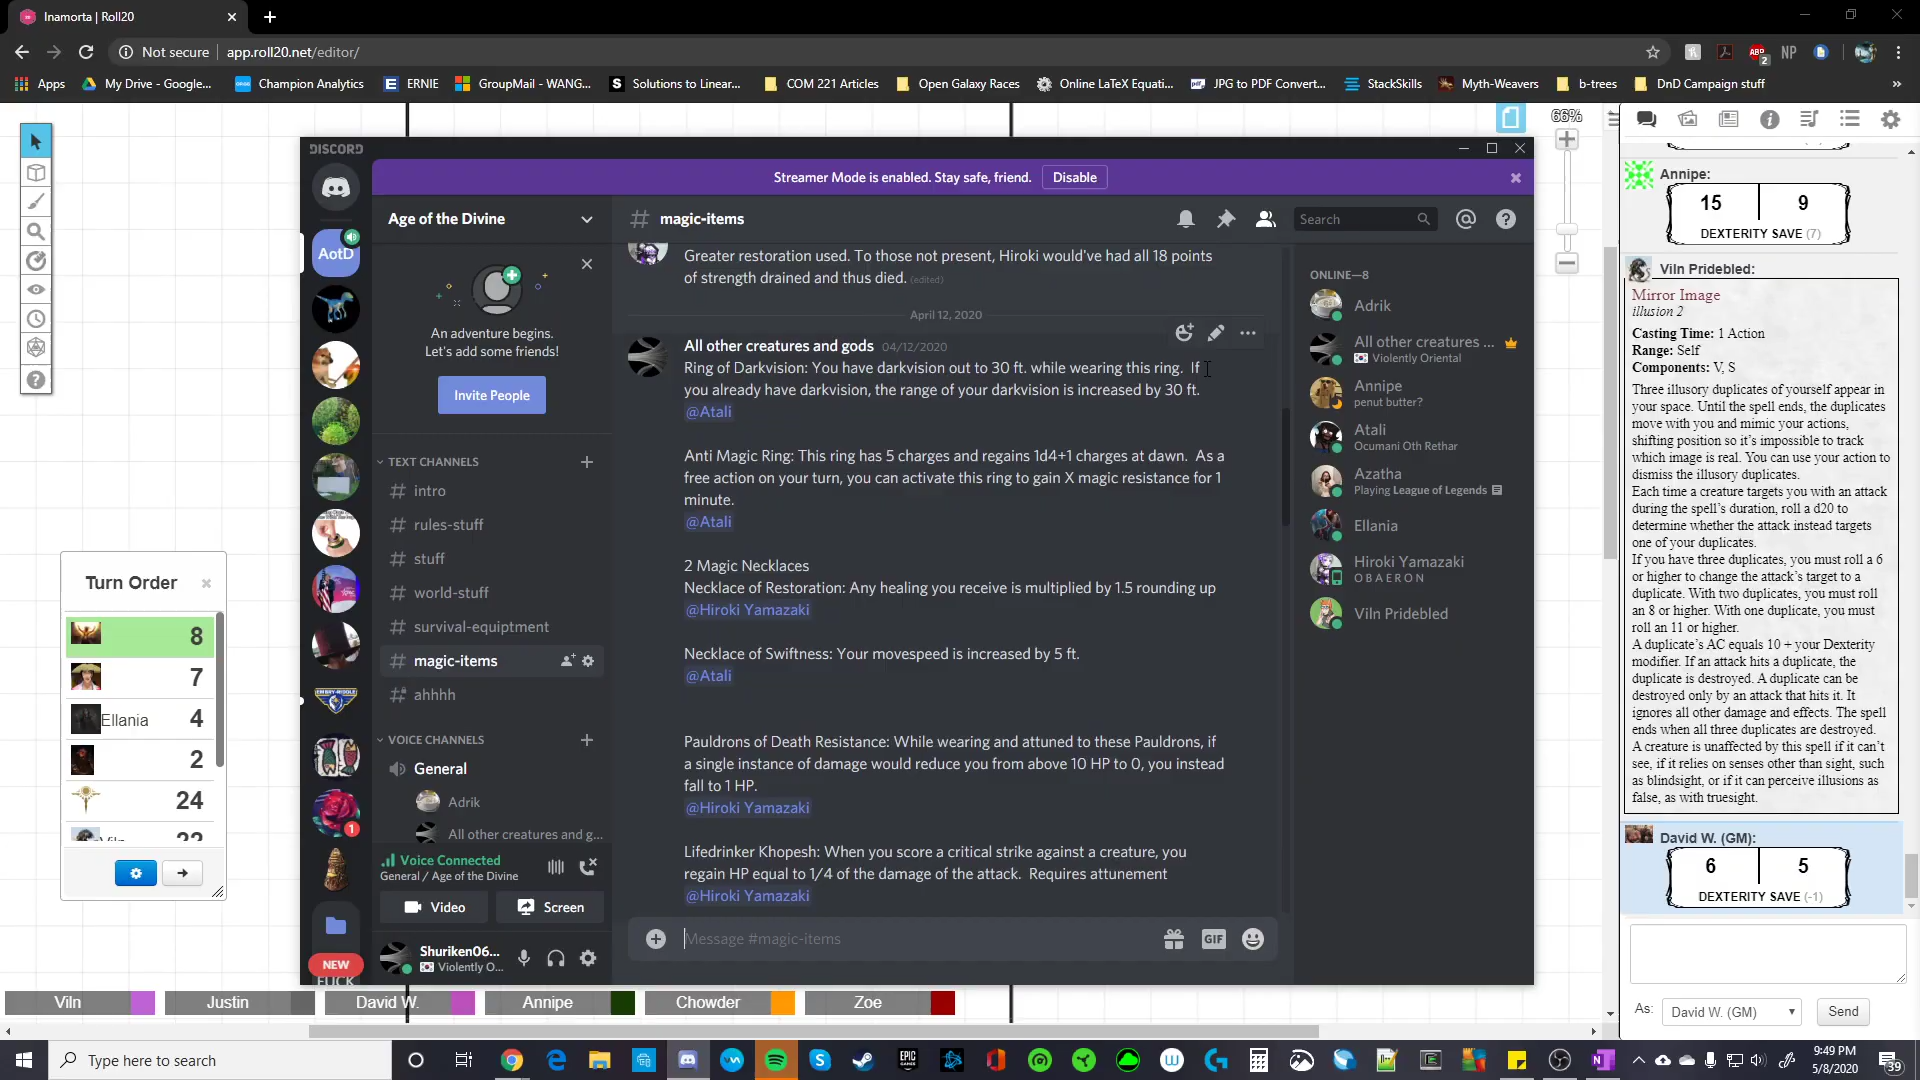 Inamorta | Roll20
Not secure
app.roll20.net/editor/
ABP
2
NP
Apps
My Drive - Google...
Champion Analytics
ERNIE
GroupMail - WANG...
Solutions to Linear...
COM 221 Articles
Open Galaxy Races
Online LaTeX Equati...
JPG to PDF Convert...
StackSkills
Myth-Weavers
b-trees
DnD Campaign stuff
66%
DISCORD
Streamer Mode is enabled. Stay safe, friend.
Disable
AotD
1
NEW
Age of the Divine
An adventure begins.
Let's add some friends!
Invite People
TEXT CHANNELS
# intro
# rules-stuff
# stuff
# world-stuff
# survival-equiptment
# magic-items
# ahhhh
VOICE CHANNELS
General
Adrik
All other creatures and g...
Voice Connected
General / Age of the Divine
Video
Screen
Shuriken06...
Violently O...
# magic-items
Search
Greater restoration used. To those not present, Hiroki would've had all 18 points
of strength drained and thus died. (edited)
April 12, 2020
All other creatures and gods 04/12/2020
Ring of Darkvision: You have darkvision out to 30 ft. while wearing this ring. If
you already have darkvision, the range of your darkvision is increased by 30 ft.
@Atali
Anti Magic Ring: This ring has 5 charges and regains 1d4+1 charges at dawn. As a
free action on your turn, you can activate this ring to gain X magic resistance for 1
minute.
@Atali
2 Magic Necklaces
Necklace of Restoration: Any healing you receive is multiplied by 1.5 rounding up
@Hiroki Yamazaki
Necklace of Swiftness: Your movespeed is increased by 5 ft.
@Atali
Pauldrons of Death Resistance: While wearing and attuned to these Pauldrons, if
a single instance of damage would reduce you from above 10 HP to 0, you instead
fall to 1 HP.
@Hiroki Yamazaki
Lifedrinker Khopesh: When you score a critical strike against a creature, you
regain HP equal to 1/4 of the damage of the attack. Requires attunement
@Hiroki Yamazaki
Message #magic-items
GIF
ONLINE—8
Adrik
All other creatures ...
Violently Oriental
Annipe
penut butter?
Atali
Ocumani Oth Rethar
Azatha
Playing League of Legends
Ellania
Hiroki Yamazaki
O B A E R O N
Viln Pridebled
Turn Order
8
7
Ellania 4
2
24
Viln 22
Annipe:
15 9
DEXTERITY SAVE (7)
Viln Pridebled:
Mirror Image
illusion 2
Casting Time: 1 Action
Range: Self
Components: V, S
Three illusory duplicates of yourself appear in
your space. Until the spell ends, the duplicates
move with you and mimic your actions,
shifting position so it's impossible to track
which image is real. You can use your action to
dismiss the illusory duplicates.
Each time a creature targets you with an attack
during the spell's duration, roll a d20 to
determine whether the attack instead targets
one of your duplicates.
If you have three duplicates, you must roll a 6
or higher to change the attack's target to a
duplicate. With two duplicates, you must roll
an 8 or higher. With one duplicate, you must
roll an 11 or higher.
A duplicate's AC equals 10 + your Dexterity
modifier. If an attack hits a duplicate, the
duplicate is destroyed. A duplicate can be
destroyed only by an attack that hits it. It
ignores all other damage and effects. The spell
ends when all three duplicates are destroyed.
A creature is unaffected by this spell if it can't
see, if it relies on senses other than sight, such
as blindsight, or if it can perceive illusions as
false, as with truesight.
David W. (GM):
6 5
DEXTERITY SAVE (-1)
As:
David W. (GM)
Send
Viln
Justin
David W.
Annipe
Chowder
Zoe
Type here to search
9:49 PM
5/8/2020
39